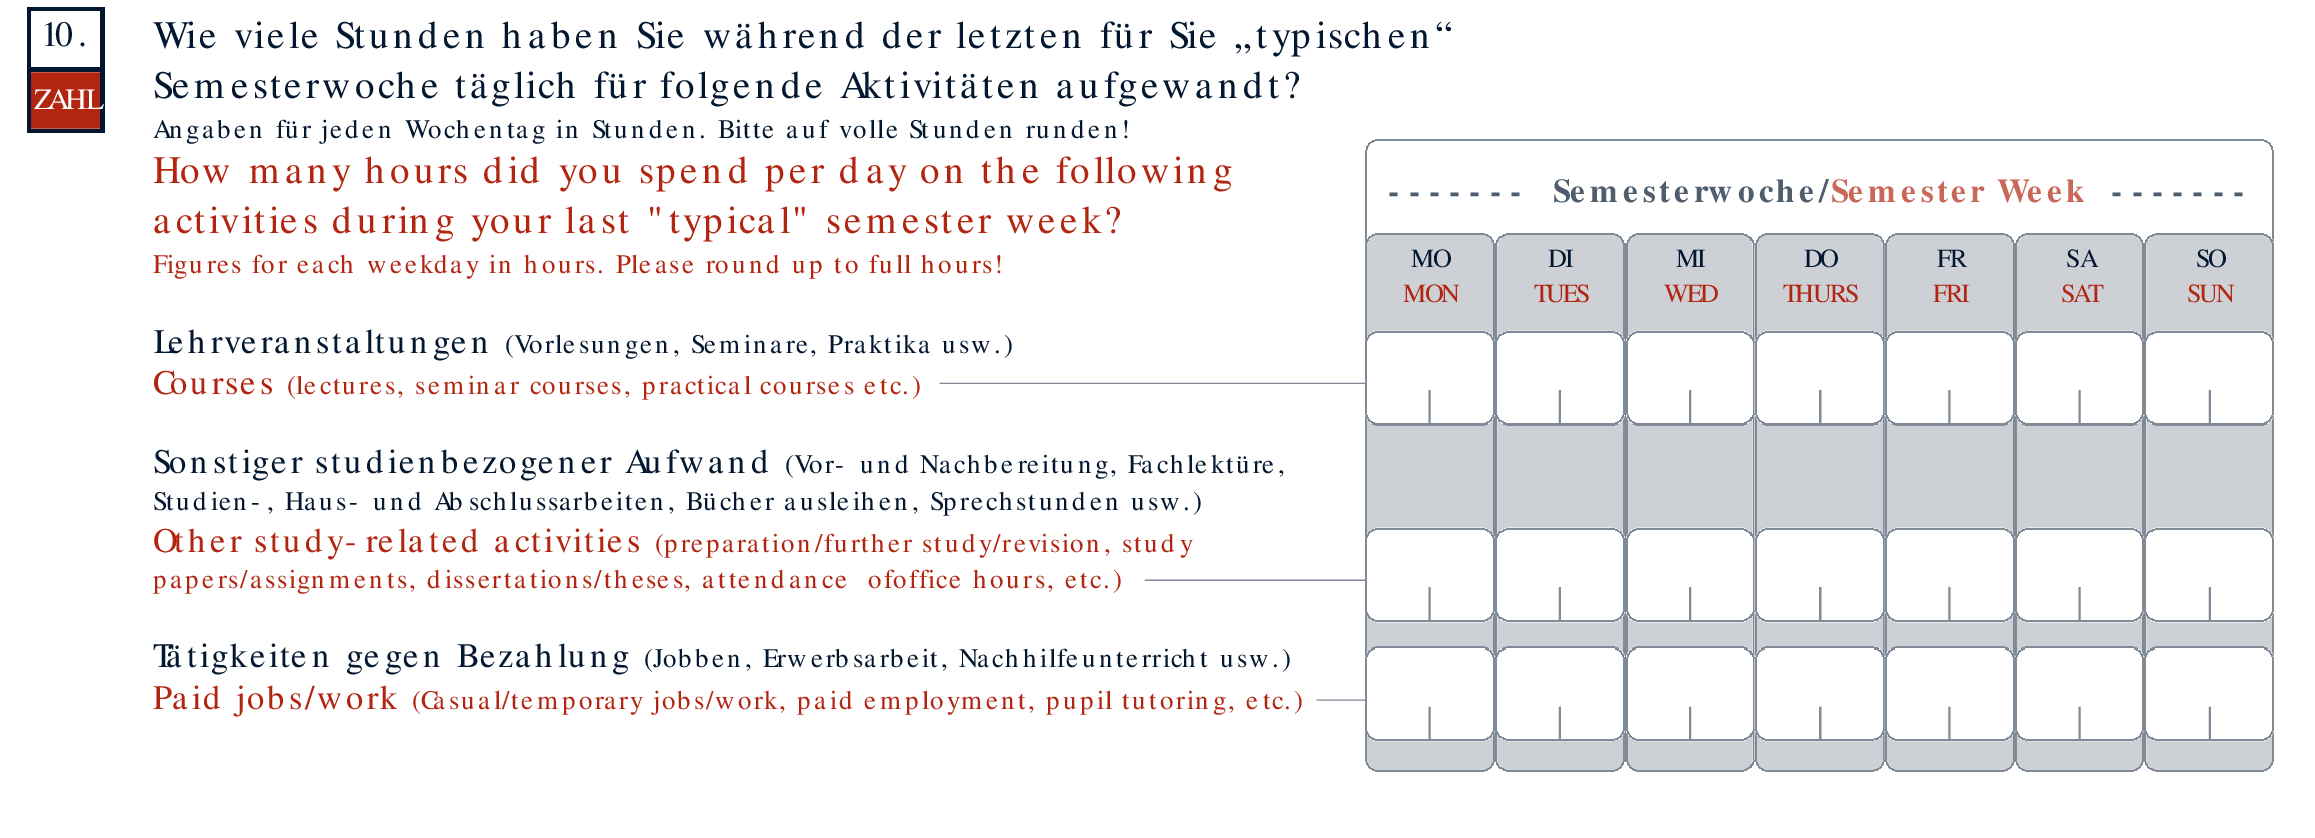 10.
ZAHL
Wie viele Stunden haben Sie während der letzten für Sie „typischen“
Semesterwoche täglich für folgende Aktivitäten aufgewandt?
Angaben für jeden Wochentag in Stunden. Bitte auf volle Stunden runden!
How many hours did you spend per day on the following
activities during your last "typical" semester week?
Figures for each weekday in hours. Please round up to full hours!
- - - - - - - Semesterwoche/Semester Week - - - - - - -
MO DI MI DO FR SA SO
MON TUES WED THURS FRI SAT SUN
Lehrveranstaltungen (Vorlesungen, Seminare, Praktika usw.)
Courses (lectures, seminar courses, practical courses etc.)
Sonstiger studienbezogener Aufwand (Vor- und Nachbereitung, Fachlektüre,
Studien-, Haus- und Abschlussarbeiten, Bücher ausleihen, Sprechstunden usw.)
Other study-related activities (preparation/further study/revision, study
papers/assignments, dissertations/theses, attendance ofoffice hours, etc.)
Tätigkeiten gegen Bezahlung (Jobben, Erwerbsarbeit, Nachhilfeunterricht usw.)
Paid jobs/work (Casual/temporary jobs/work, paid employment, pupil tutoring, etc.)